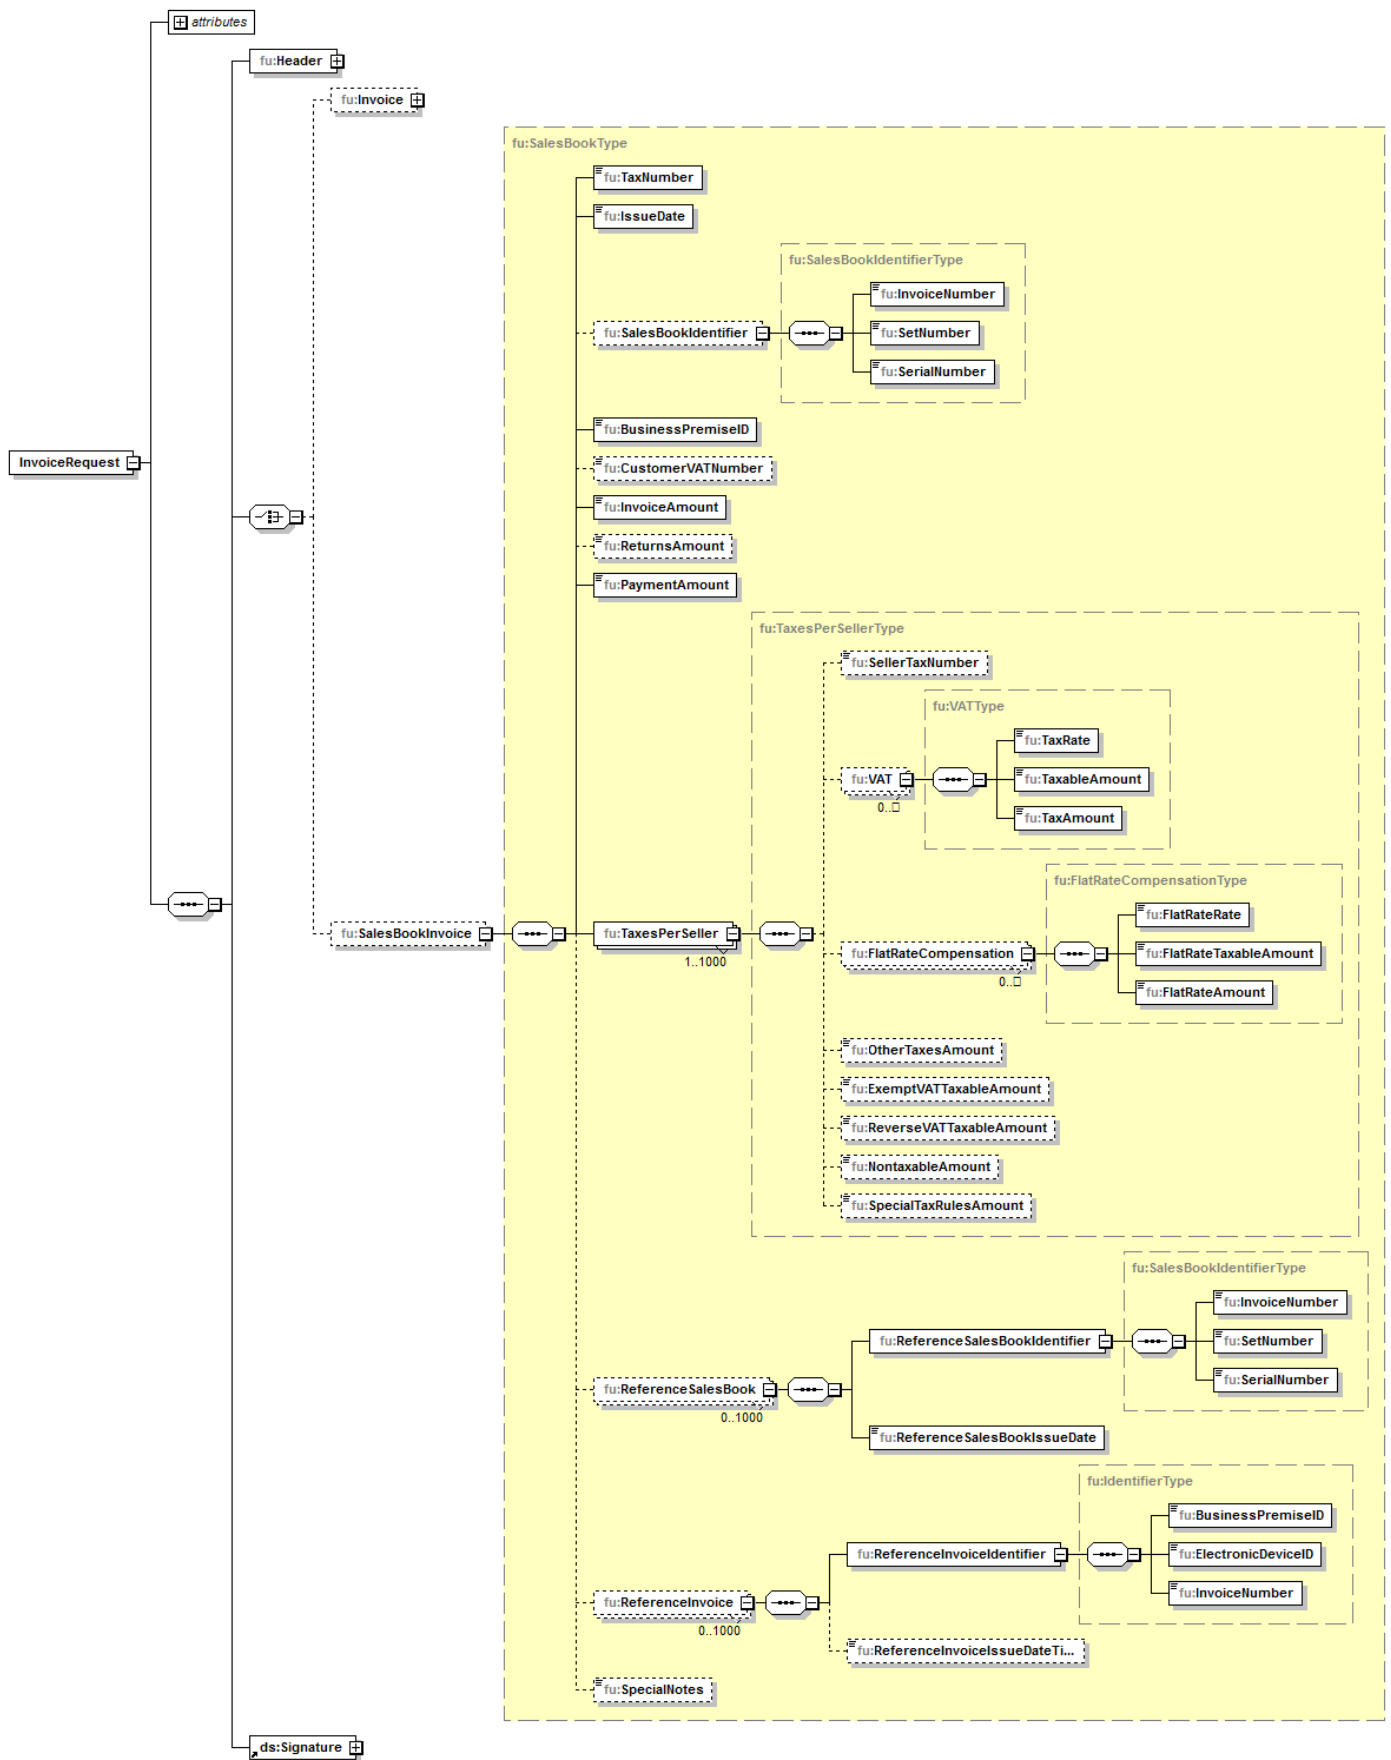 attributes
fu:Header
fu:Invoice
fu:SalesBookType
fu:TaxNumber
fu:IssueDate
fu:SalesBookIdentifierType
fu:InvoiceNumber
fu:SalesBookIdentifier
fu:SetNumber
fu:SerialNumber
fu:BusinessPremiseID
InvoiceRequest
fu:CustomerVATNumber
fu:InvoiceAmount
fu:ReturnsAmount
fu:PaymentAmount
fu:TaxesPerSellerType
fu:SellerTaxNumber
fu:VATType
fu:TaxRate
fu:VAT
fu:TaxableAmount
0..□
fu:TaxAmount
fu:FlatRateCompensationType
fu:FlatRateRate
fu:SalesBookInvoice
fu:TaxesPerSeller
1..1000
fu:FlatRateCompensation
0..□
fu:FlatRateTaxableAmount
fu:FlatRateAmount
fu:OtherTaxesAmount
fu:ExemptVATTaxableAmount
fu:ReverseVATTaxableAmount
fu:NontaxableAmount
fu:SpecialTaxRulesAmount
fu:SalesBookIdentifierType
fu:InvoiceNumber
fu:ReferenceSalesBookIdentifier
fu:SetNumber
fu:SerialNumber
fu:ReferenceSalesBook
0..1000
fu:ReferenceSalesBookIssueDate
fu:IdentifierType
fu:BusinessPremiseID
fu:ReferenceInvoiceIdentifier
fu:ElectronicDeviceID
fu:InvoiceNumber
fu:ReferenceInvoice
0..1000
fu:ReferenceInvoiceIssueDateTi...
fu:SpecialNotes
ds:Signature